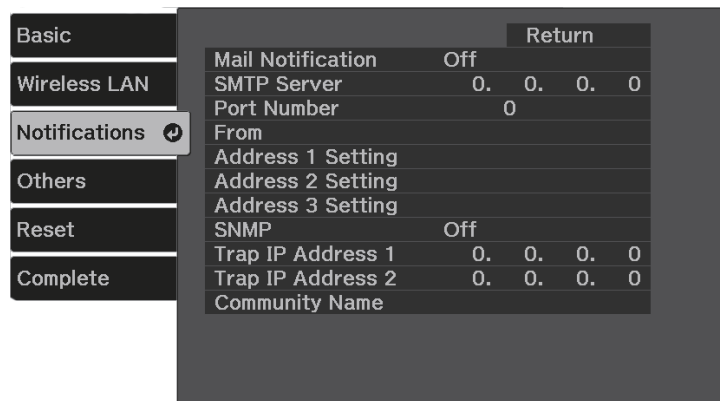 Basic
Wireless LAN
Notifications
Others
Reset
Complete
Return
Mail Notification Off
SMTP Server 0. 0. 0. 0
Port Number 0
From
Address 1 Setting
Address 2 Setting
Address 3 Setting
SNMP Off
Trap IP Address 1 0. 0. 0. 0
Trap IP Address 2 0. 0. 0. 0
Community Name